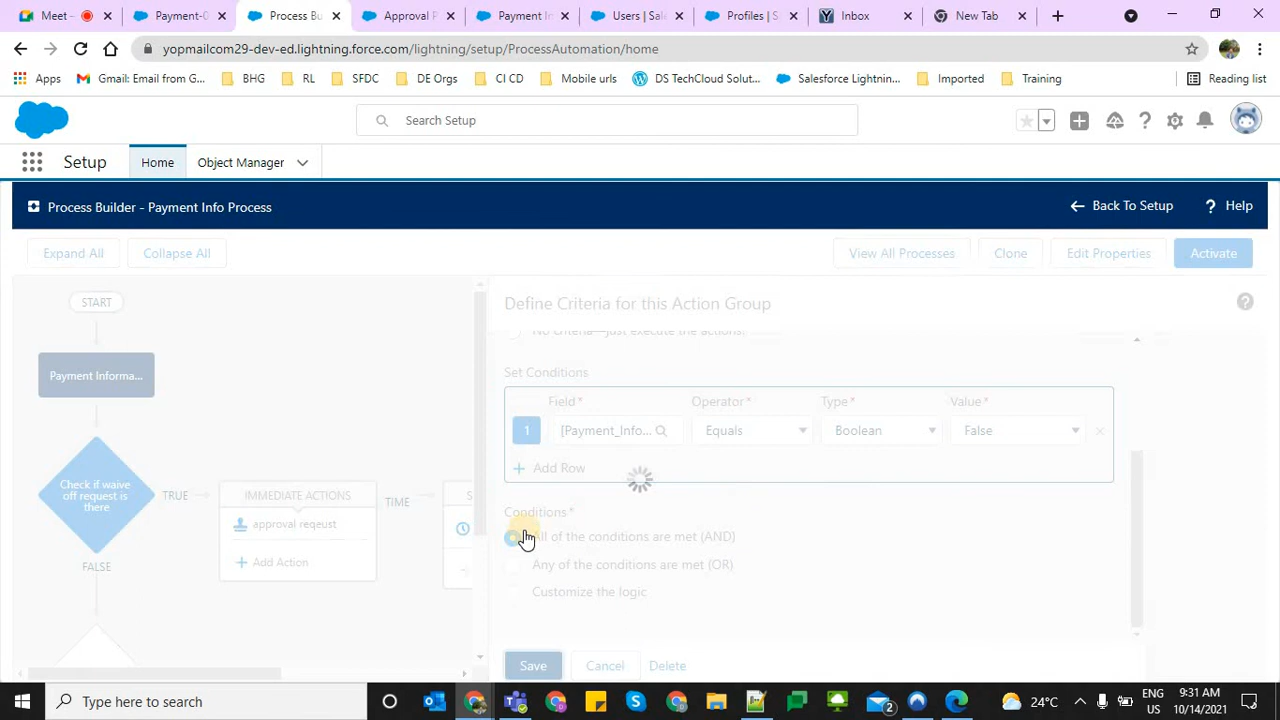 Meet –
Payment-G
Process Bui
Approval P
Payment In
Users | Sale
Profiles | S
Inbox
New Tab
yopmailcom29-dev-ed.lightning.force.com/lightning/setup/ProcessAutomation/home
Apps
Gmail: Email from G...
BHG
RL
SFDC
DE Orgs
CI CD
Mobile urls
DS TechCloud Solut...
Salesforce Lightnin...
Imported
Training
Reading list
Search Setup
Setup
Home
Object Manager
Process Builder - Payment Info Process
Back To Setup
? Help
Expand All
Collapse All
View All Processes
Clone
Edit Properties
Activate
START
Define Criteria for this Action Group
No criteria—just execute the actions!
Payment Informa...
Set Conditions
Field*
Operator*
Type*
Value*
1
[Payment_Info...
Equals
Boolean
False
+ Add Row
Check if waive
off request is
there
TRUE
IMMEDIATE ACTIONS
TIME
S
approval reqeust
+ Add Action
FALSE
Conditions*
All of the conditions are met (AND)
Any of the conditions are met (OR)
Customize the logic
Save
Cancel
Delete
Type here to search
2
24°C
ENG
US
9:31 AM
10/14/2021